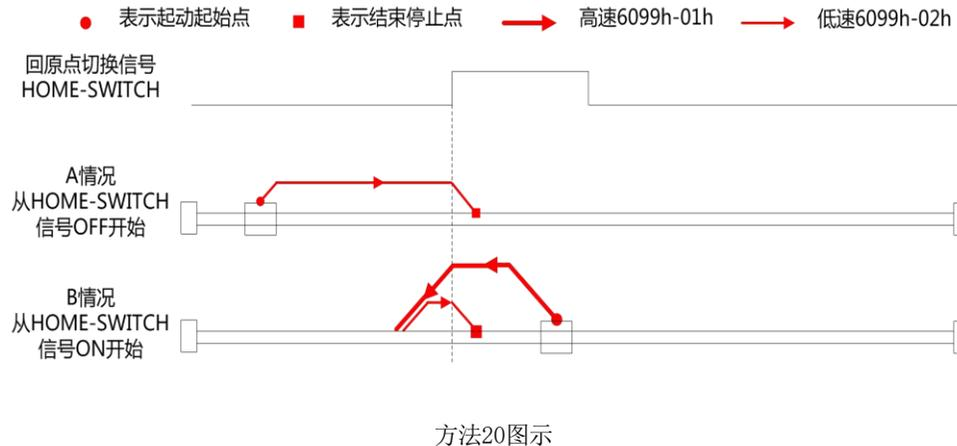 表示起动起始点 表示结束停止点 高速6099h-01h 低速6099h-02h
回原点切换信号
HOME-SWITCH
A情况
从HOME-SWITCH
信号OFF开始
B情况
从HOME-SWITCH
信号ON开始
方法20图示